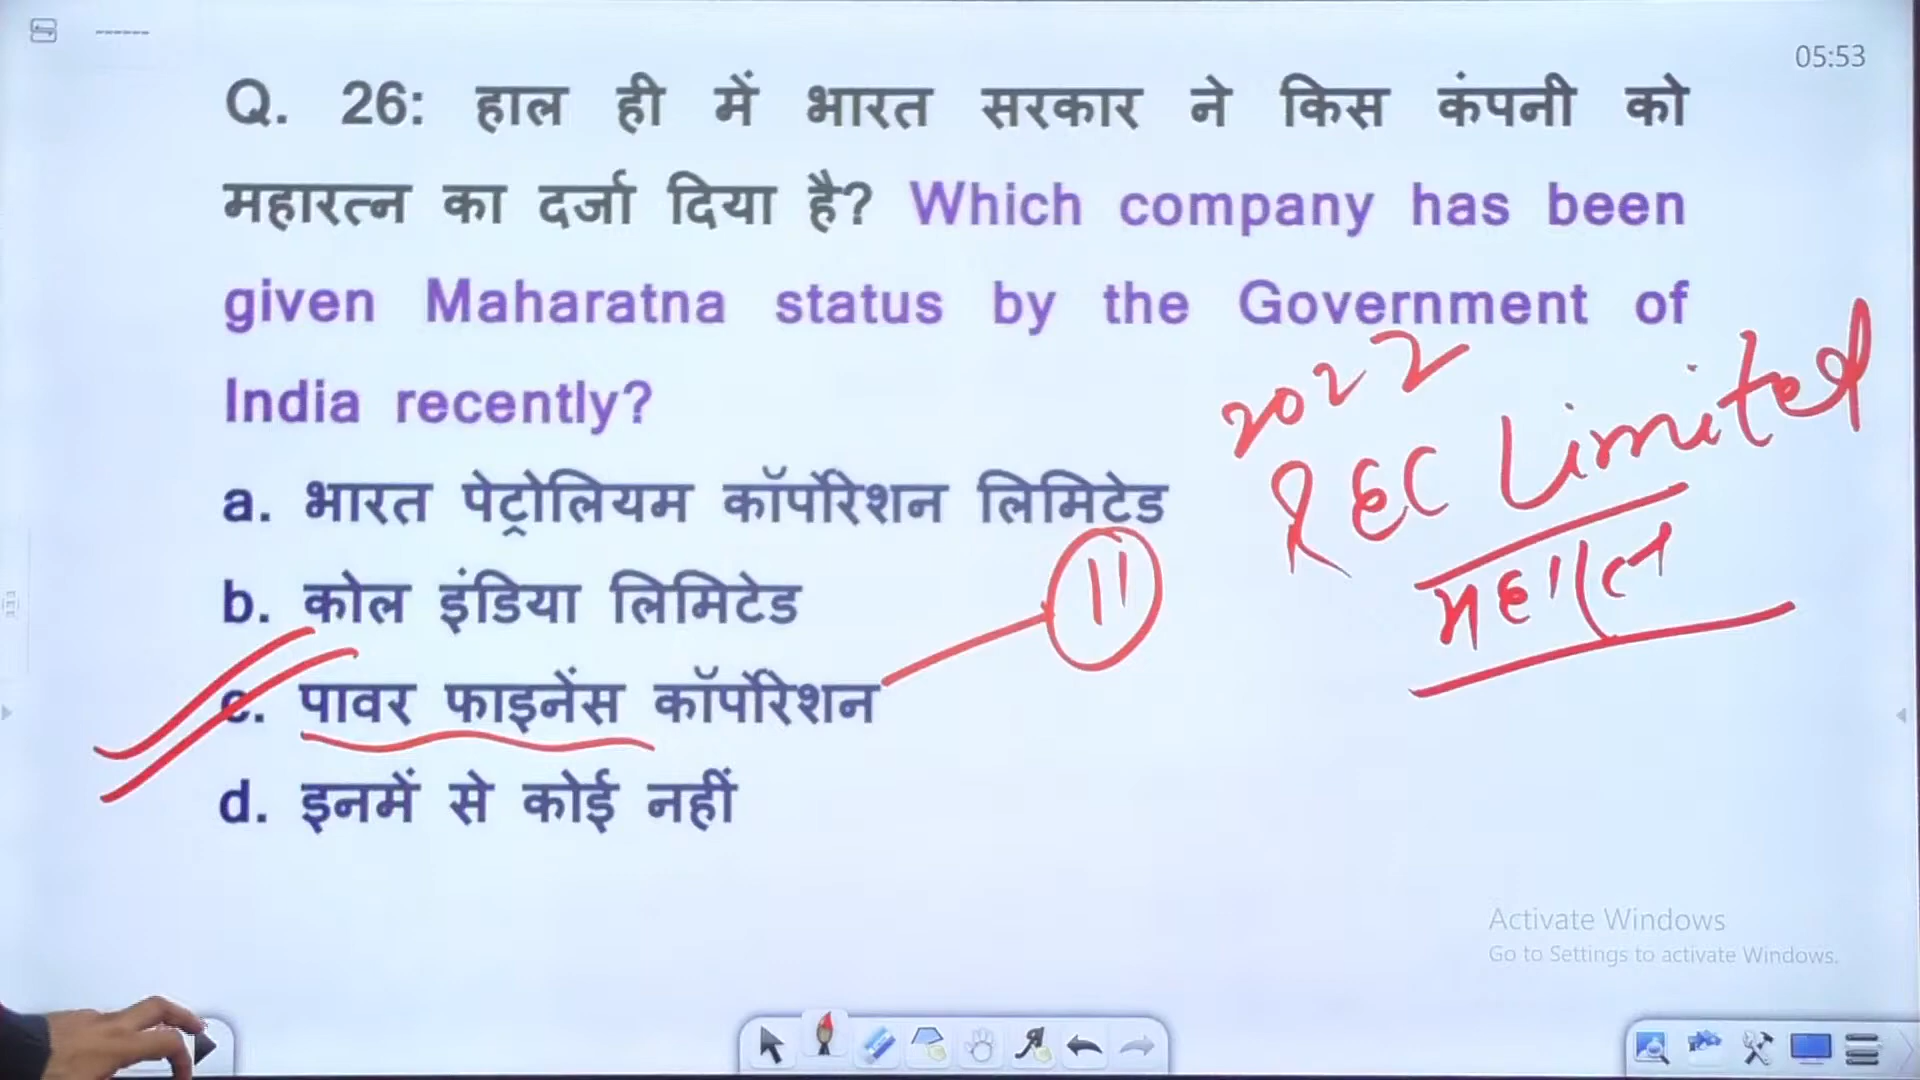 05:53
Q. 26: हाल ही में भारत सरकार ने किस कंपनी को
महारत्न का दर्जा दिया है? Which company has been
given Maharatna status by the Government of
India recently?
2022
REC Limited
महारत्न
a. भारत पेट्रोलियम कॉर्पोरेशन लिमिटेड
11
b. कोल इंडिया लिमिटेड
c. पावर फाइनेंस कॉर्पोरेशन
d. इनमें से कोई नहीं
Activate Windows
Go to Settings to activate Windows.